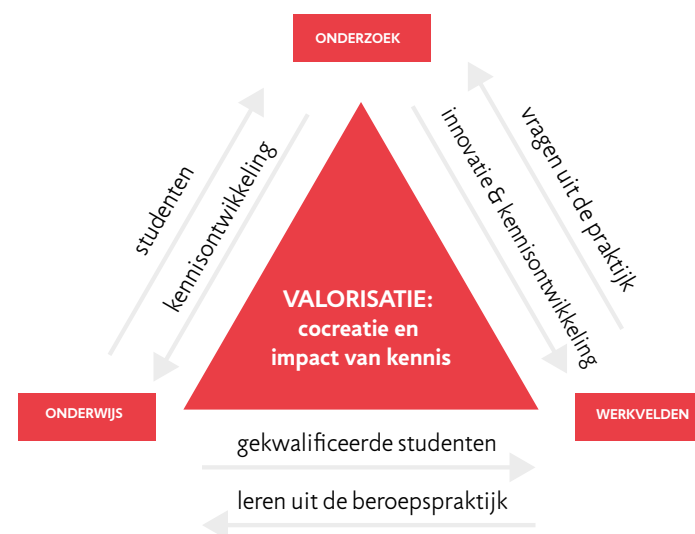 ONDERZOEK
studenten
kennisontwikkeling
innovatie & kennisontwikkeling
vragen uit de praktijk
VALORISATIE:
cocreatie en
impact van kennis
ONDERWIJS
WERKVELDEN
gekwalificeerde studenten
leren uit de beroepspraktijk